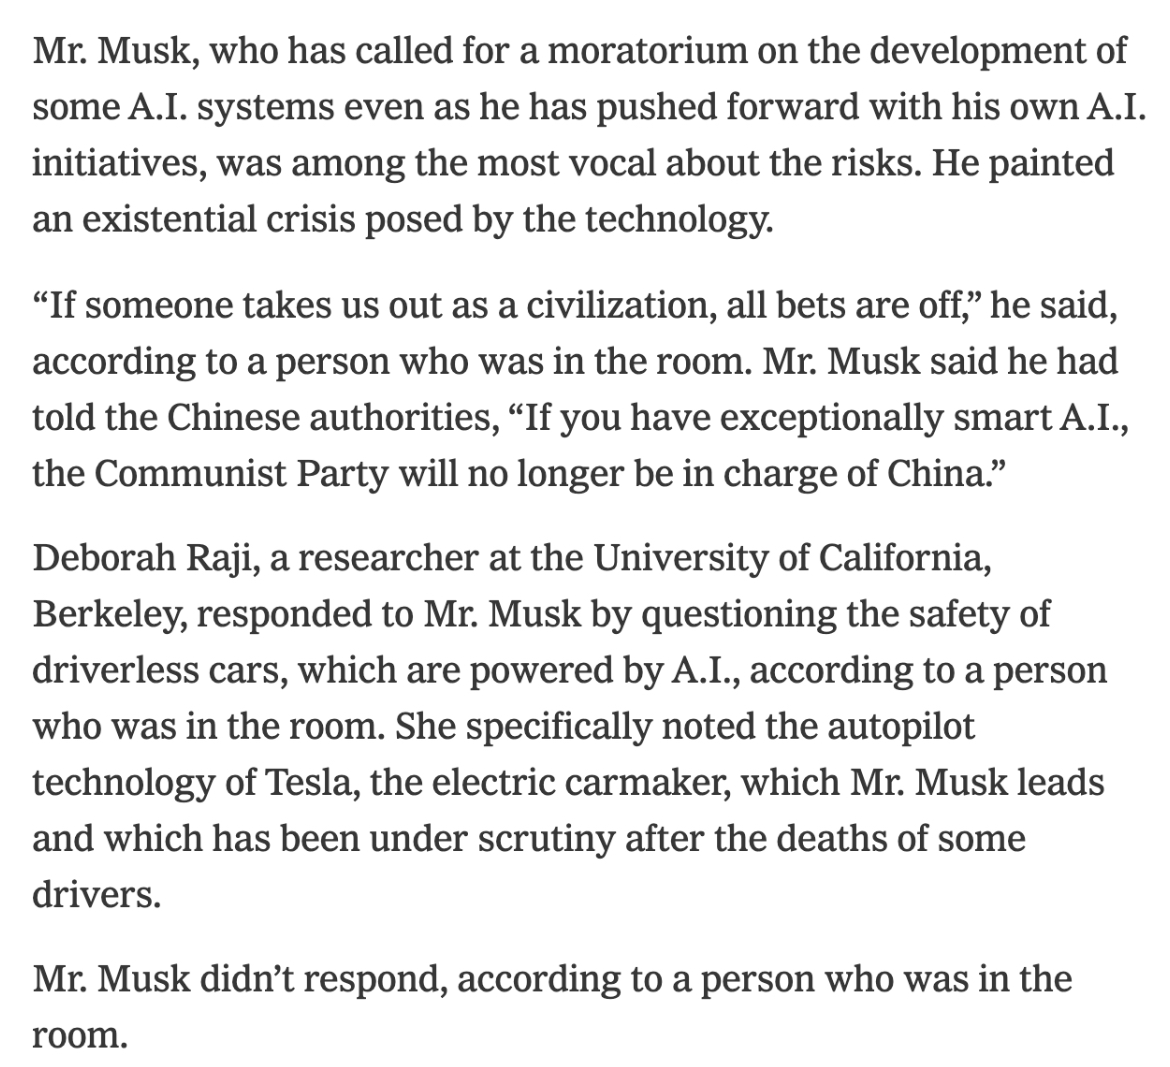 Mr. Musk, who has called for a moratorium on the development of
some A.I. systems even as he has pushed forward with his own A.I.
initiatives, was among the most vocal about the risks. He painted
an existential crisis posed by the technology.
“If someone takes us out as a civilization, all bets are off,” he said,
according to a person who was in the room. Mr. Musk said he had
told the Chinese authorities, “If you have exceptionally smart A.I.,
the Communist Party will no longer be in charge of China.”
Deborah Raji, a researcher at the University of California,
Berkeley, responded to Mr. Musk by questioning the safety of
driverless cars, which are powered by A.I., according to a person
who was in the room. She specifically noted the autopilot
technology of Tesla, the electric carmaker, which Mr. Musk leads
and which has been under scrutiny after the deaths of some
drivers.
Mr. Musk didn’t respond, according to a person who was in the
room.